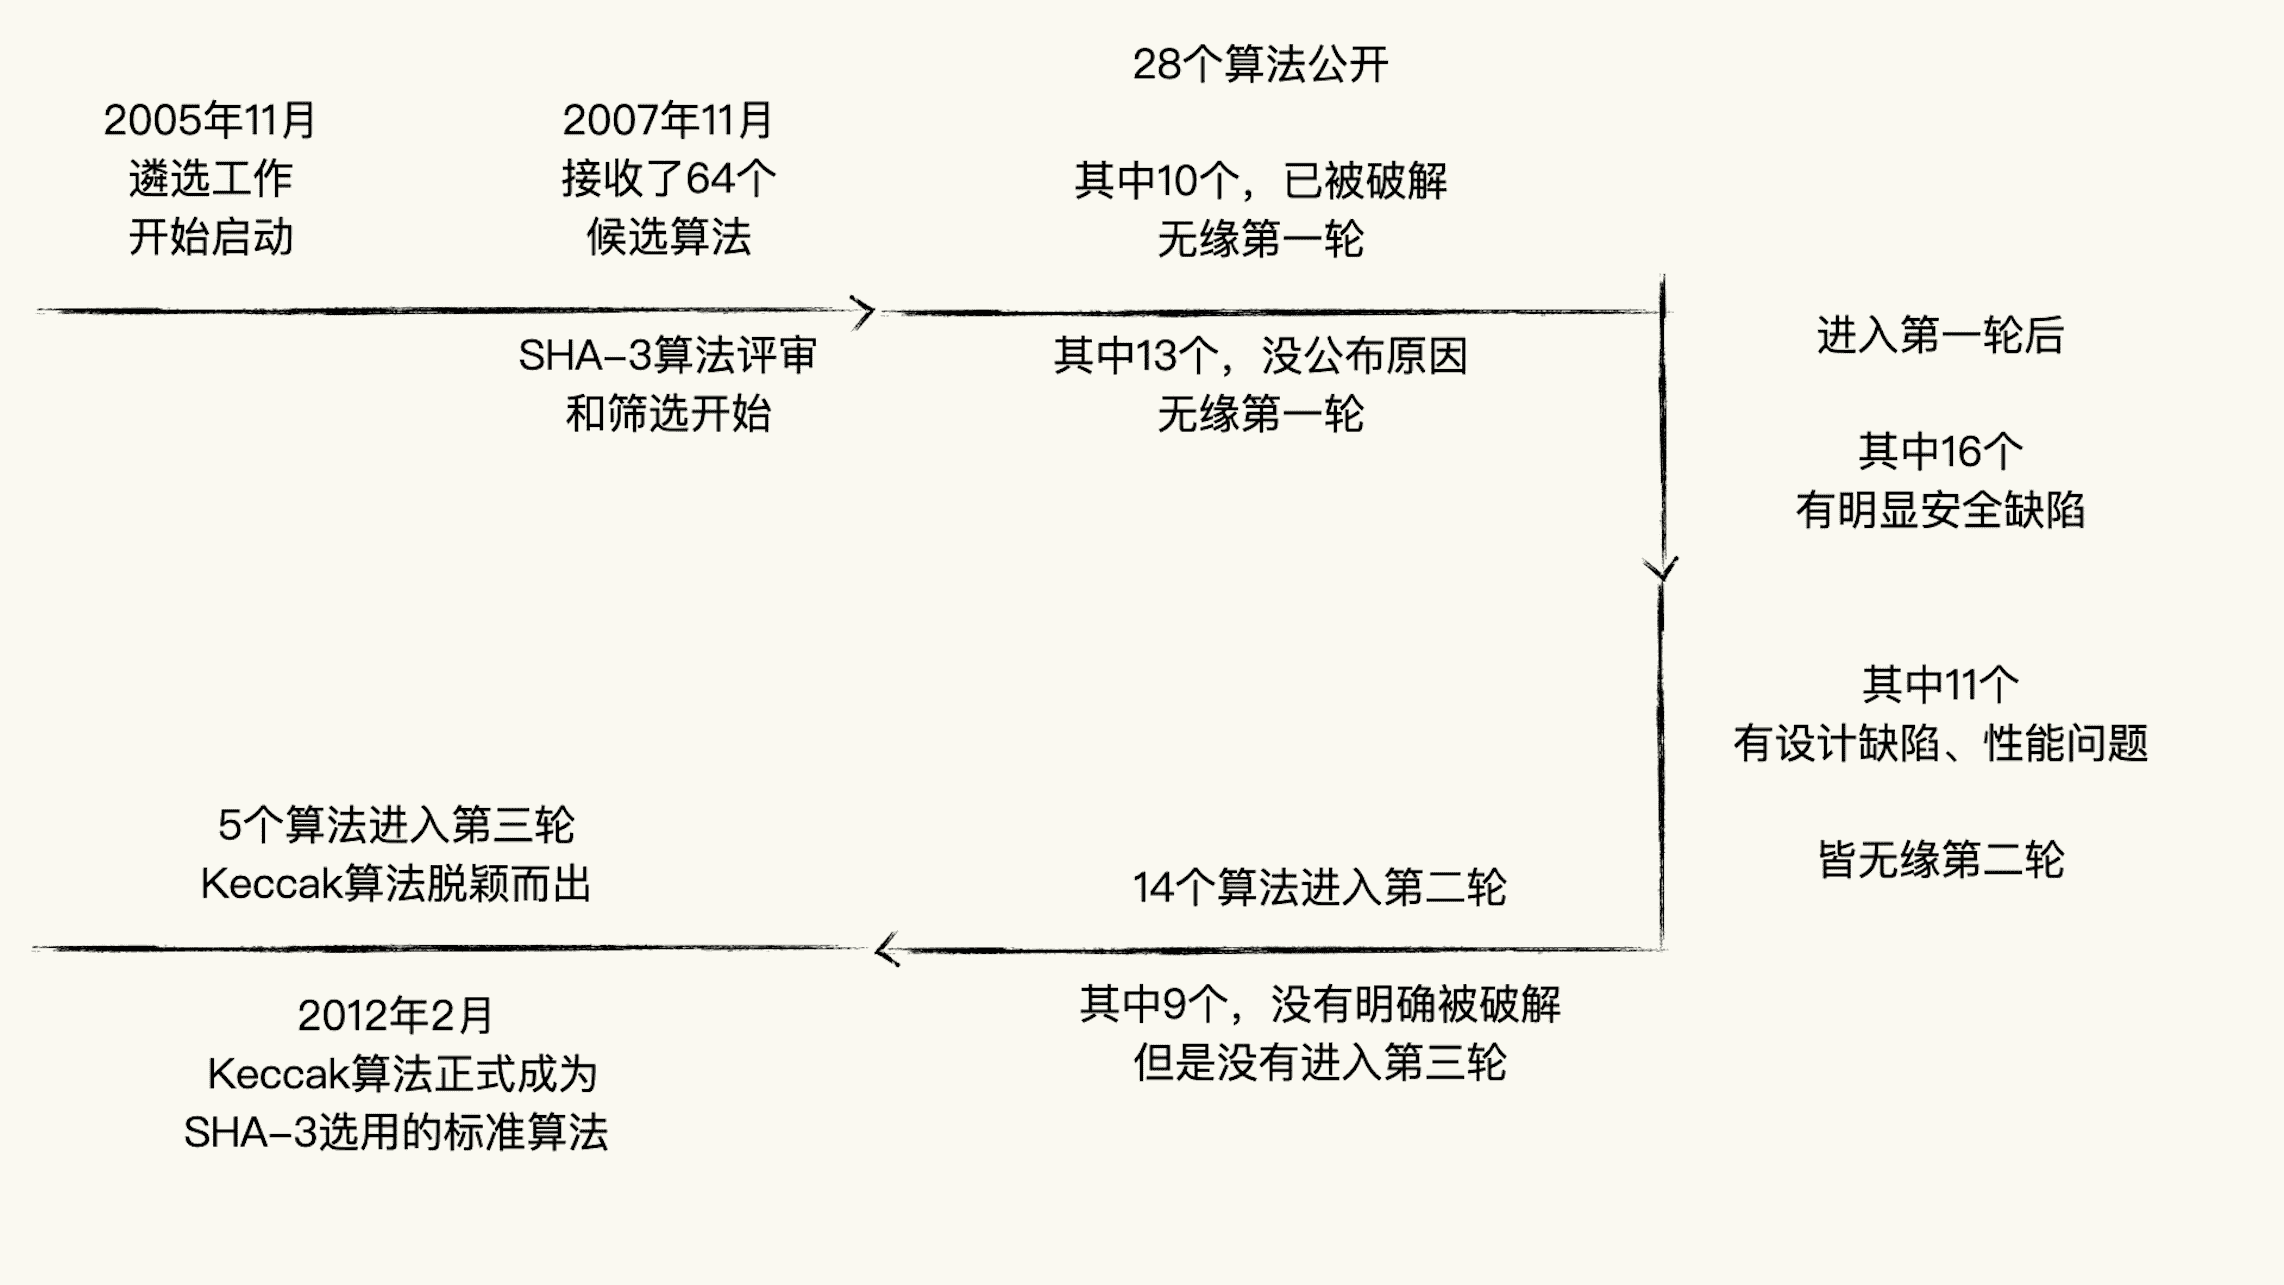 2005年11月
遴选工作
开始启动
2007年11月
接收了64个
候选算法
SHA-3算法评审
和筛选开始
28个算法公开
其中10个，已被破解
无缘第一轮
其中13个，没公布原因
无缘第一轮
进入第一轮后
其中16个
有明显安全缺陷
其中11个
有设计缺陷、性能问题
皆无缘第二轮
14个算法进入第二轮
其中9个，没有明确被破解
但是没有进入第三轮
5个算法进入第三轮
Keccak算法脱颖而出
2012年2月
Keccak算法正式成为
SHA-3选用的标准算法